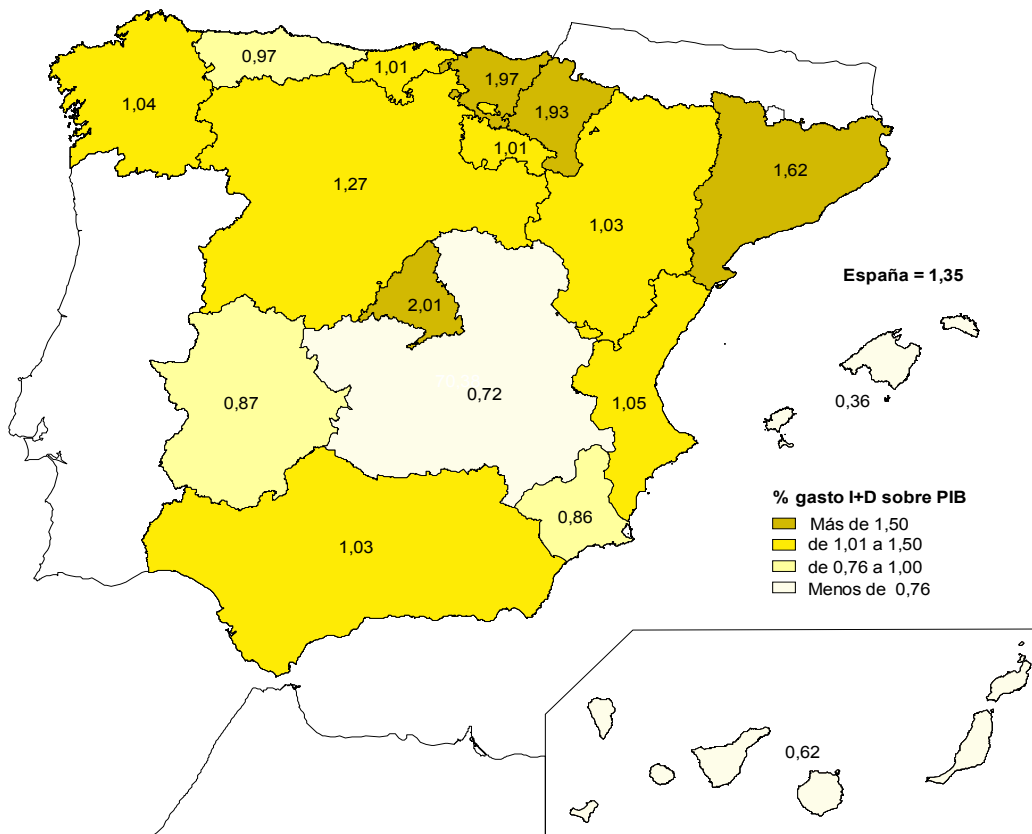 0,97
1,01
1,97
1,04
1,93
1,01
1,62
1,27
1,03
España = 1,35
2,01
0,72
0,87
1,05
0,36
% gasto I+D sobre PIB
Más de 1,50
de 1,01 a 1,50
de 0,76 a 1,00
Menos de 0,76
0,86
1,03
0,62